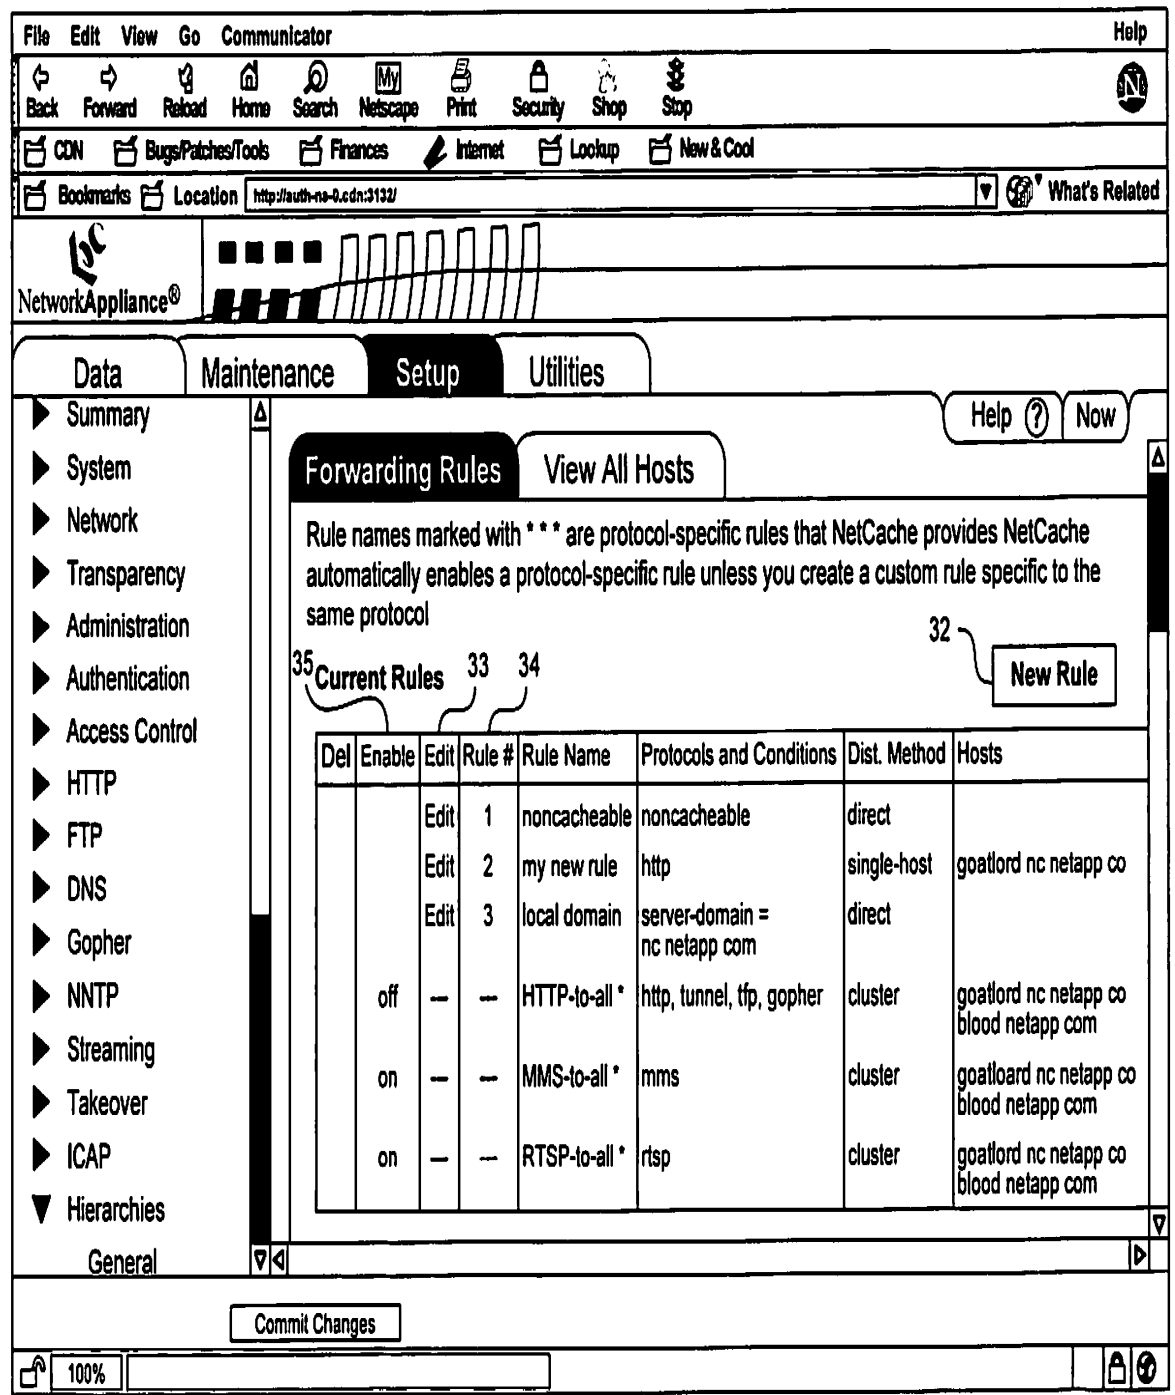 File Edit View Go Communicator Help
Back Forward Reload Home Search My Netscape Print Security Shop Stop N
CDN Bugs/Patches/Tools Finances Internet Lookup New & Cool
Bookmarks Location http://auth-ns-0.cdn:3132/ What's Related
NetworkAppliance®
Data Maintenance Setup Utilities
Help ? Now
Summary
System
Network
Transparency
Administration
Authentication
Access Control
HTTP
FTP
DNS
Gopher
NNTP
Streaming
Takeover
ICAP
Hierarchies
General
Forwarding Rules View All Hosts
Rule names marked with * * * are protocol-specific rules that NetCache provides NetCache
automatically enables a protocol-specific rule unless you create a custom rule specific to the
same protocol
32
New Rule
35 Current Rules 33 34
Del Enable Edit Rule # Rule Name Protocols and Conditions Dist. Method Hosts
Edit 1 noncacheable noncacheable direct
Edit 2 my new rule http single-host goatlord nc netapp co
Edit 3 local domain server-domain = direct
nc netapp com
off — — HTTP-to-all * http, tunnel, tfp, gopher cluster goatlord nc netapp co
blood netapp com
on — — MMS-to-all * mms cluster goatloard nc netapp co
blood netapp com
on — — RTSP-to-all * rtsp cluster goatlord nc netapp co
blood netapp com
Commit Changes
100%